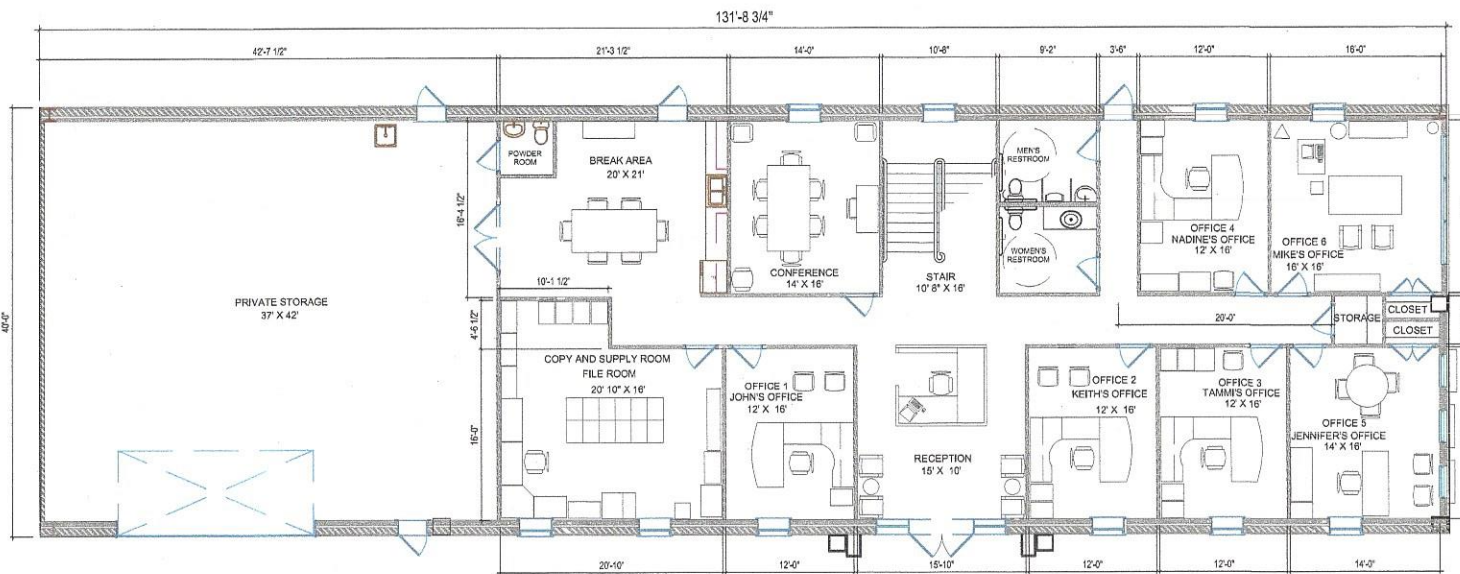 131'-8 3/4"
42'-7 1/2"
21'-3 1/2"
14'-0"
10'-8"
9'-2"
3'-6"
12'-0"
16'-0"
40'-0"
PRIVATE STORAGE
37' X 42'
POWDER
ROOM
BREAK AREA
20' X 21'
16'-4 1/2"
10'-1 1/2"
4'-6 1/2"
16'-0"
CONFERENCE
14' X 16'
STAIR
10' 8" X 16'
MEN'S
RESTROOM
WOMEN'S
RESTROOM
OFFICE 4
NADINE'S OFFICE
12' X 16'
OFFICE 6
MIKE'S OFFICE
16' X 16'
20'-0"
STORAGE
CLOSET
CLOSET
COPY AND SUPPLY ROOM
FILE ROOM
20' 10" X 16'
OFFICE 1
JOHN'S OFFICE
12' X 16'
RECEPTION
15' X 10'
OFFICE 2
KEITH'S OFFICE
12' X 16'
OFFICE 3
TAMMI'S OFFICE
12' X 16'
OFFICE 5
JENNIFER'S OFFICE
14' X 16'
20'-10"
12'-0"
15'-10"
12'-0"
12'-0"
14'-0"